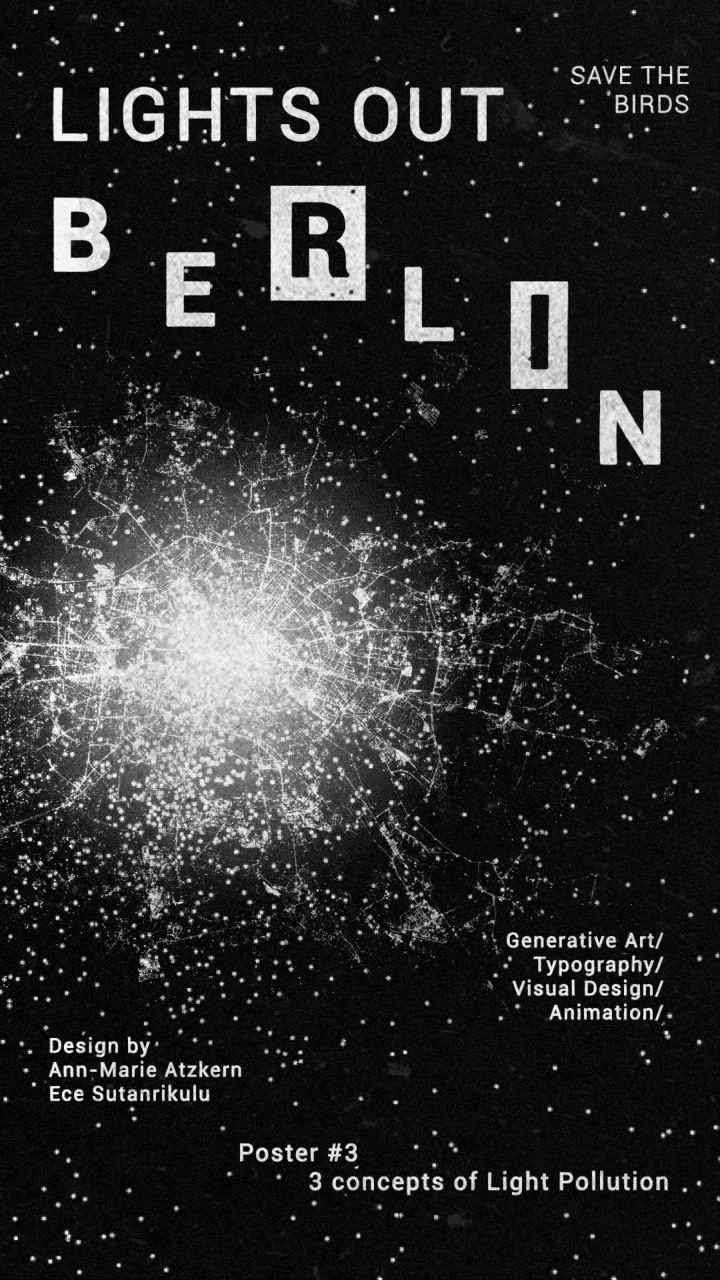 SAVE THE
BIRDS
LIGHTS OUT
BERLIN
Generative Art/
Typography/
Visual Design/
Animation/
Design by
Ann-Marie Atzkern
Ece Sutanrikulu
Poster #3
3 concepts of Light Pollution